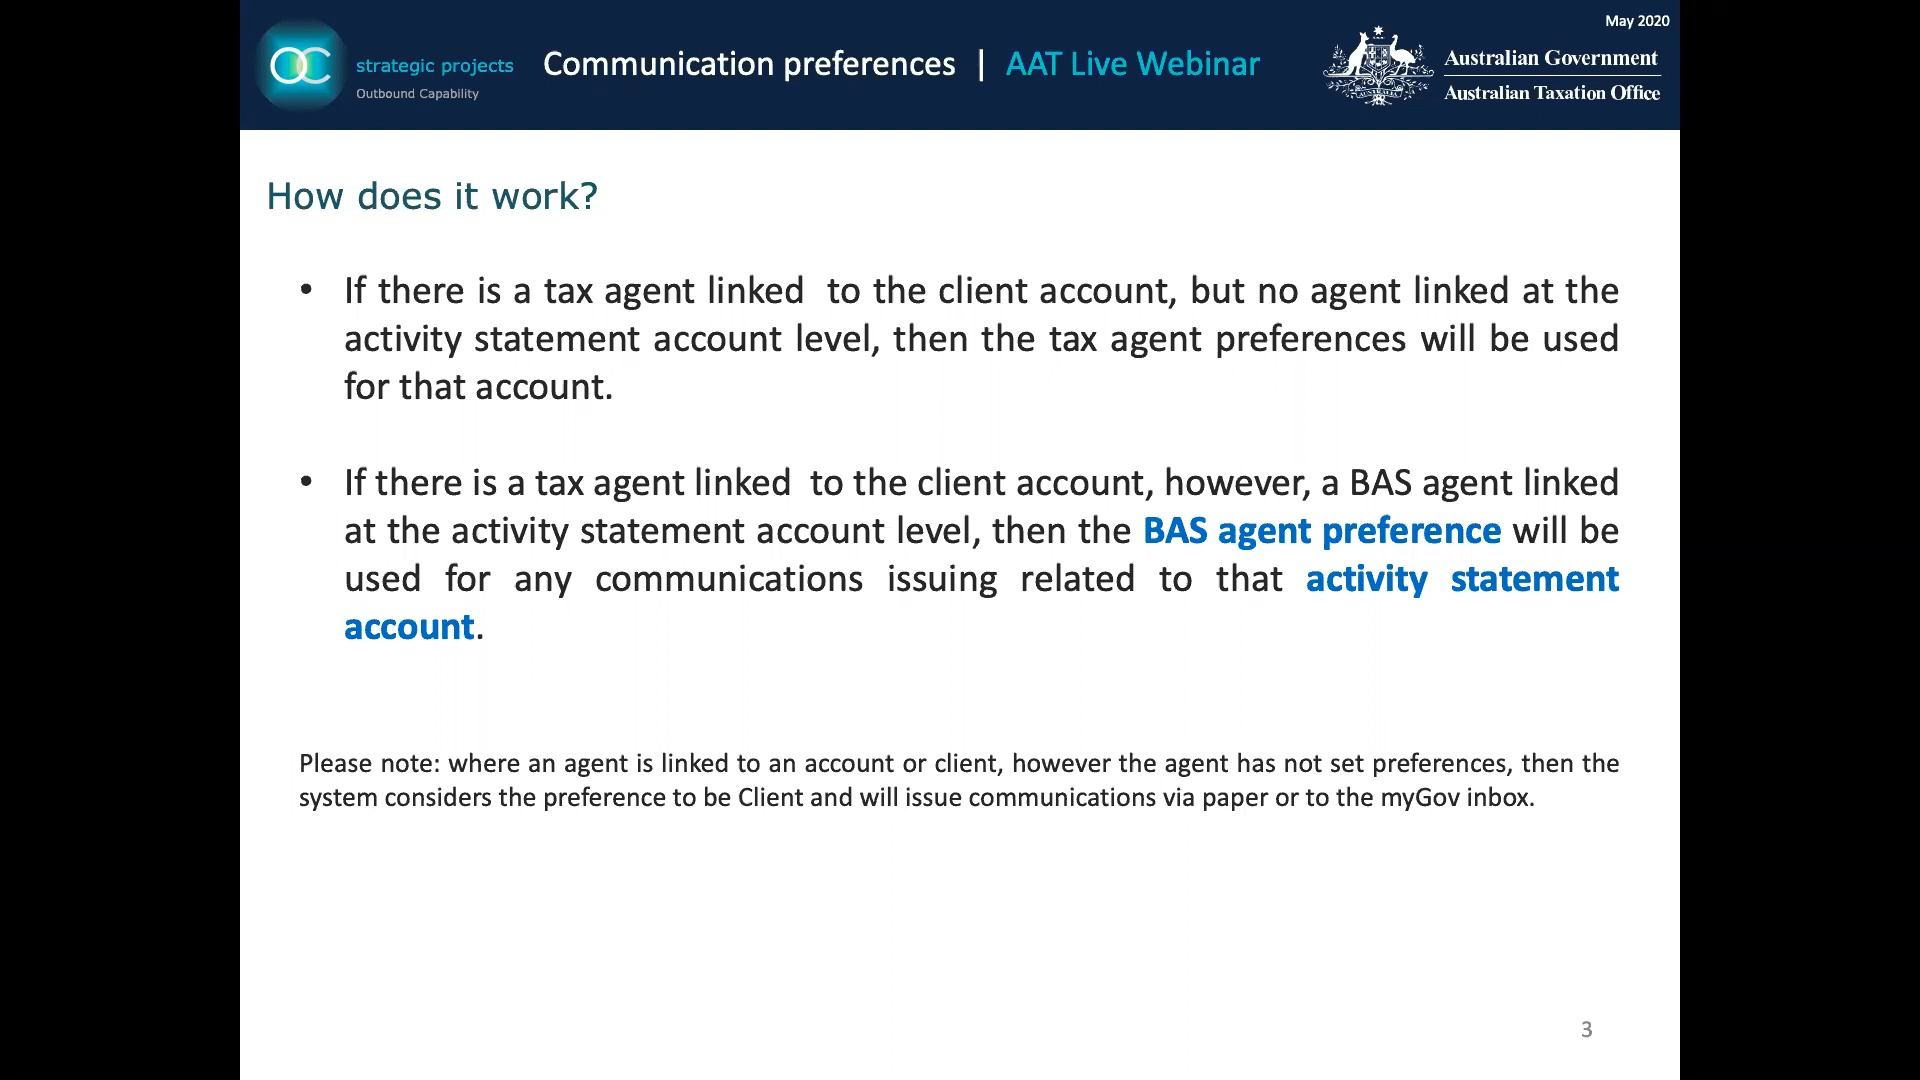 May 2020
OC
strategic projects
Outbound Capability
Communication preferences | AAT Live Webinar
Australian Government
Australian Taxation Office
How does it work?
• If there is a tax agent linked to the client account, but no agent linked at the
activity statement account level, then the tax agent preferences will be used
for that account.
• If there is a tax agent linked to the client account, however, a BAS agent linked
at the activity statement account level, then the BAS agent preference will be
used for any communications issuing related to that activity statement
account.
Please note: where an agent is linked to an account or client, however the agent has not set preferences, then the
system considers the preference to be Client and will issue communications via paper or to the myGov inbox.
3